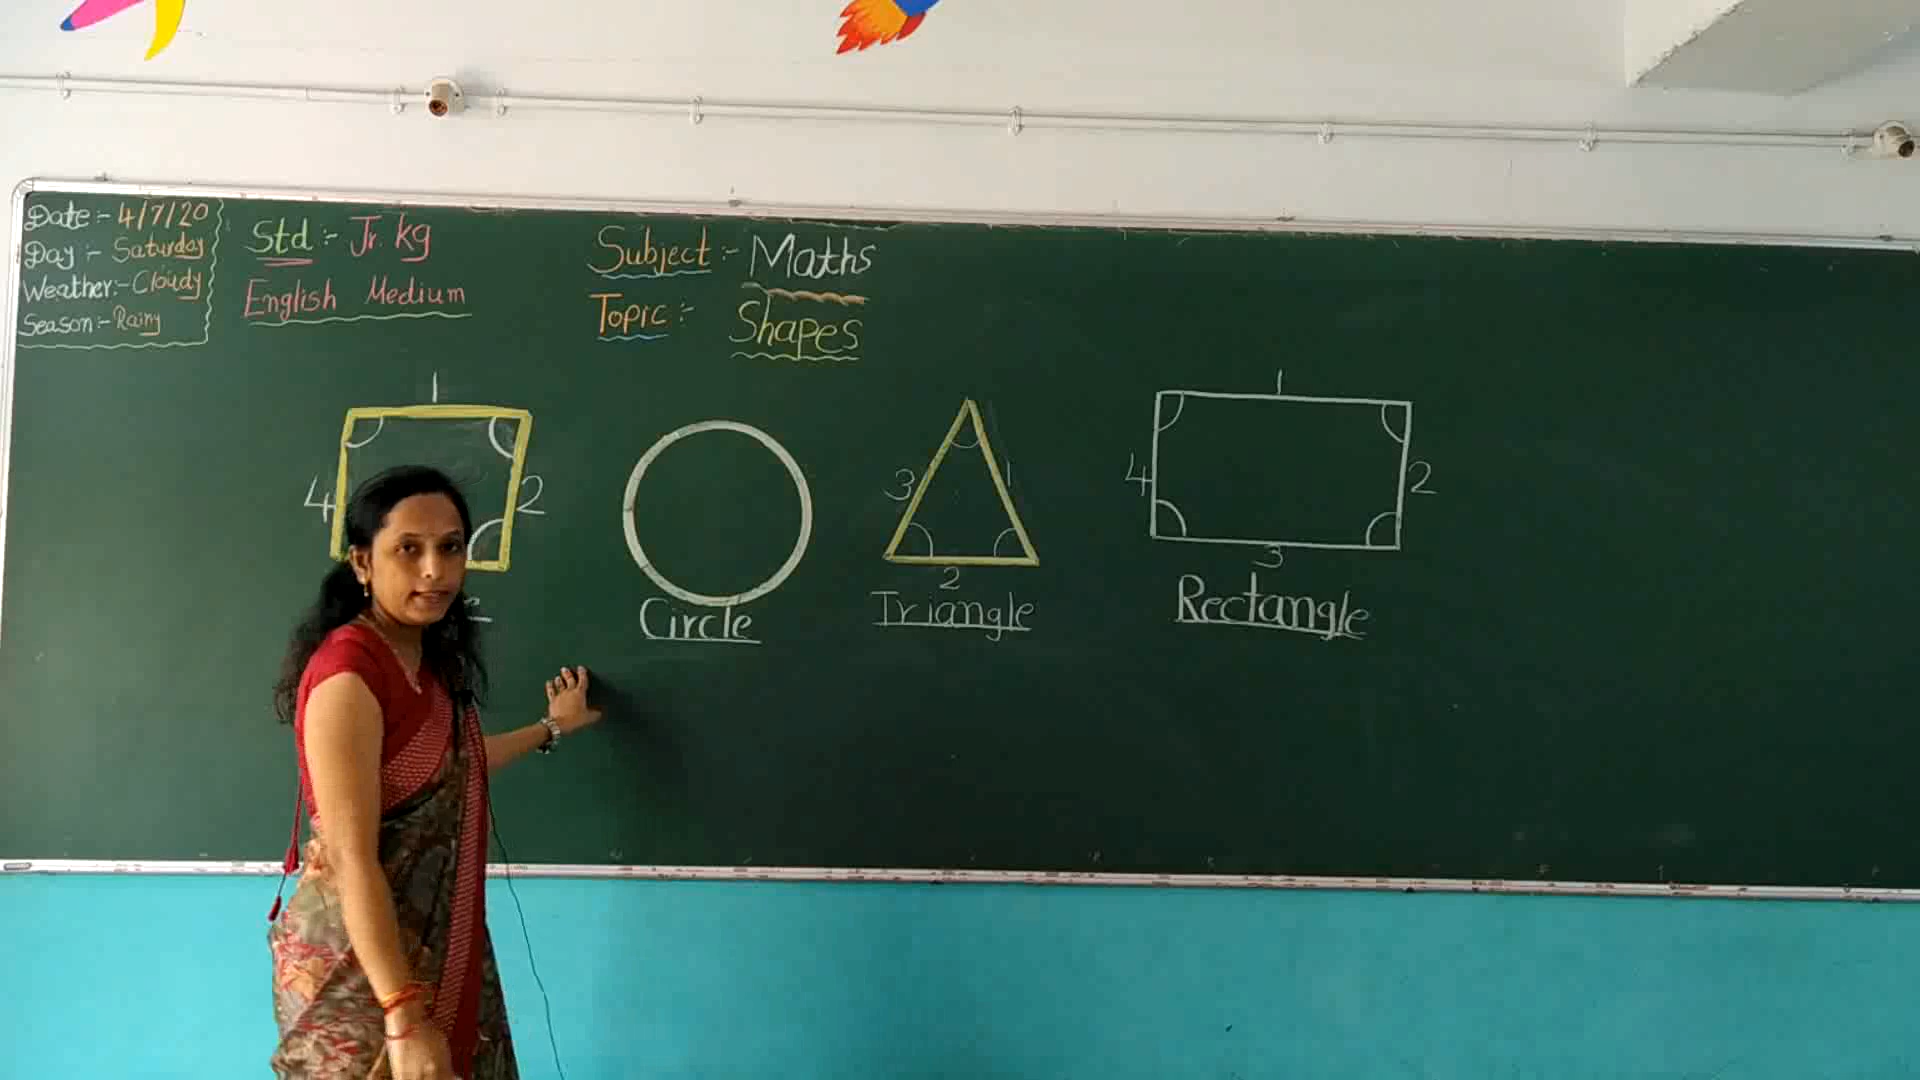 Date:- 4/7/20
Day:- Saturday
Weather:- Cloudy
Season:- Rainy
Std:- Jr. kg
English Medium
Subject:- Maths
Topic:- Shapes
1
4
2
3
1
2
1
4
2
3
Circle
Triangle
Rectangle